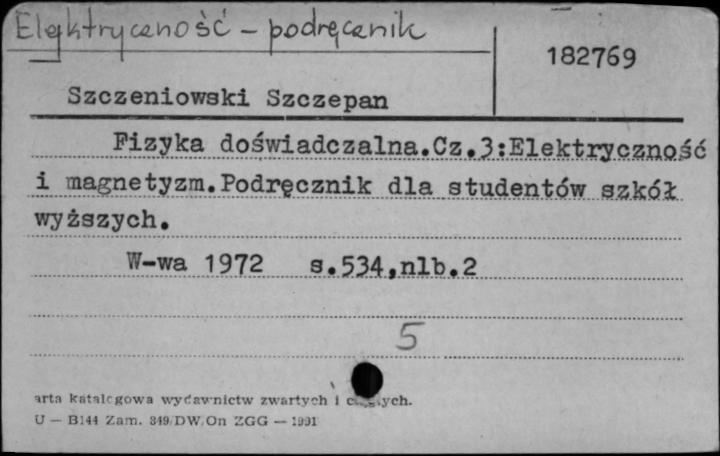 Elektryczność - podręcznik
182769
Szczeniowski Szczepan
Fizyka doświadczalna.Cz.3:Elektryczność
i magnetyzm.Podręcznik dla studentów szkół
wyższych.
W-wa 1972 s.534,nlb.2
5
arta katalogowa wydawnictw zwartych i
U — B144 Zam. 849/DW/On ZGG — 1991